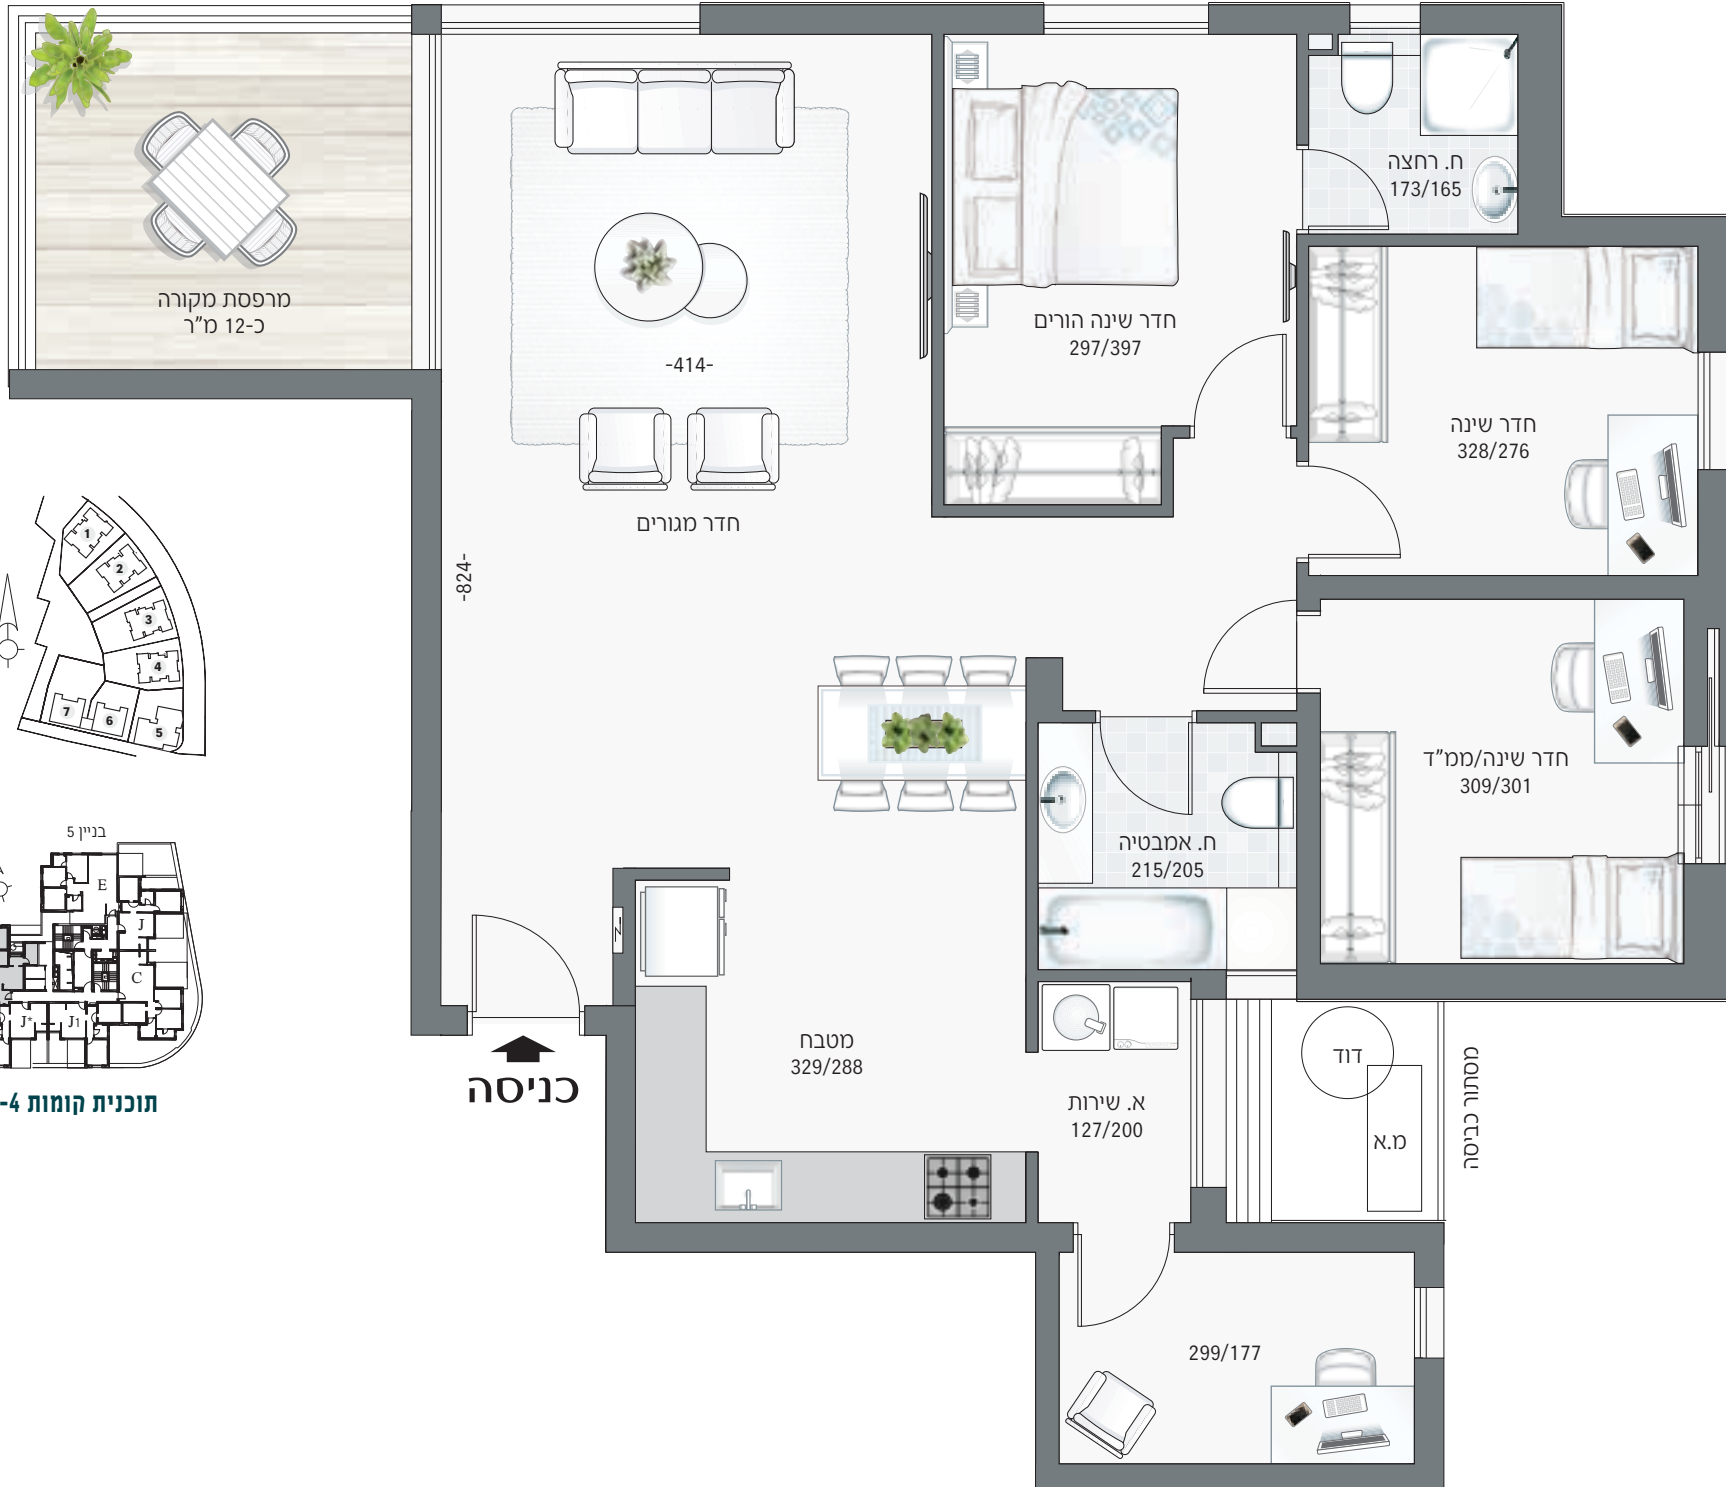 מרפסת מקורה
כ-12 מ"ר
-414-
חדר מגורים
-824-
חדר שינה הורים
297/397
ח. רחצה
173/165
חדר שינה
328/276
חדר שינה/ממ"ד
309/301
ח. אמבטיה
215/205
מטבח
329/288
כניסה
א. שירות
127/200
דוד
מ.א
מסתור כביסה
299/177
1
2
3
4
5
6
7
בניין 5
E
J
C
J*
J1
תוכנית קומות 4-